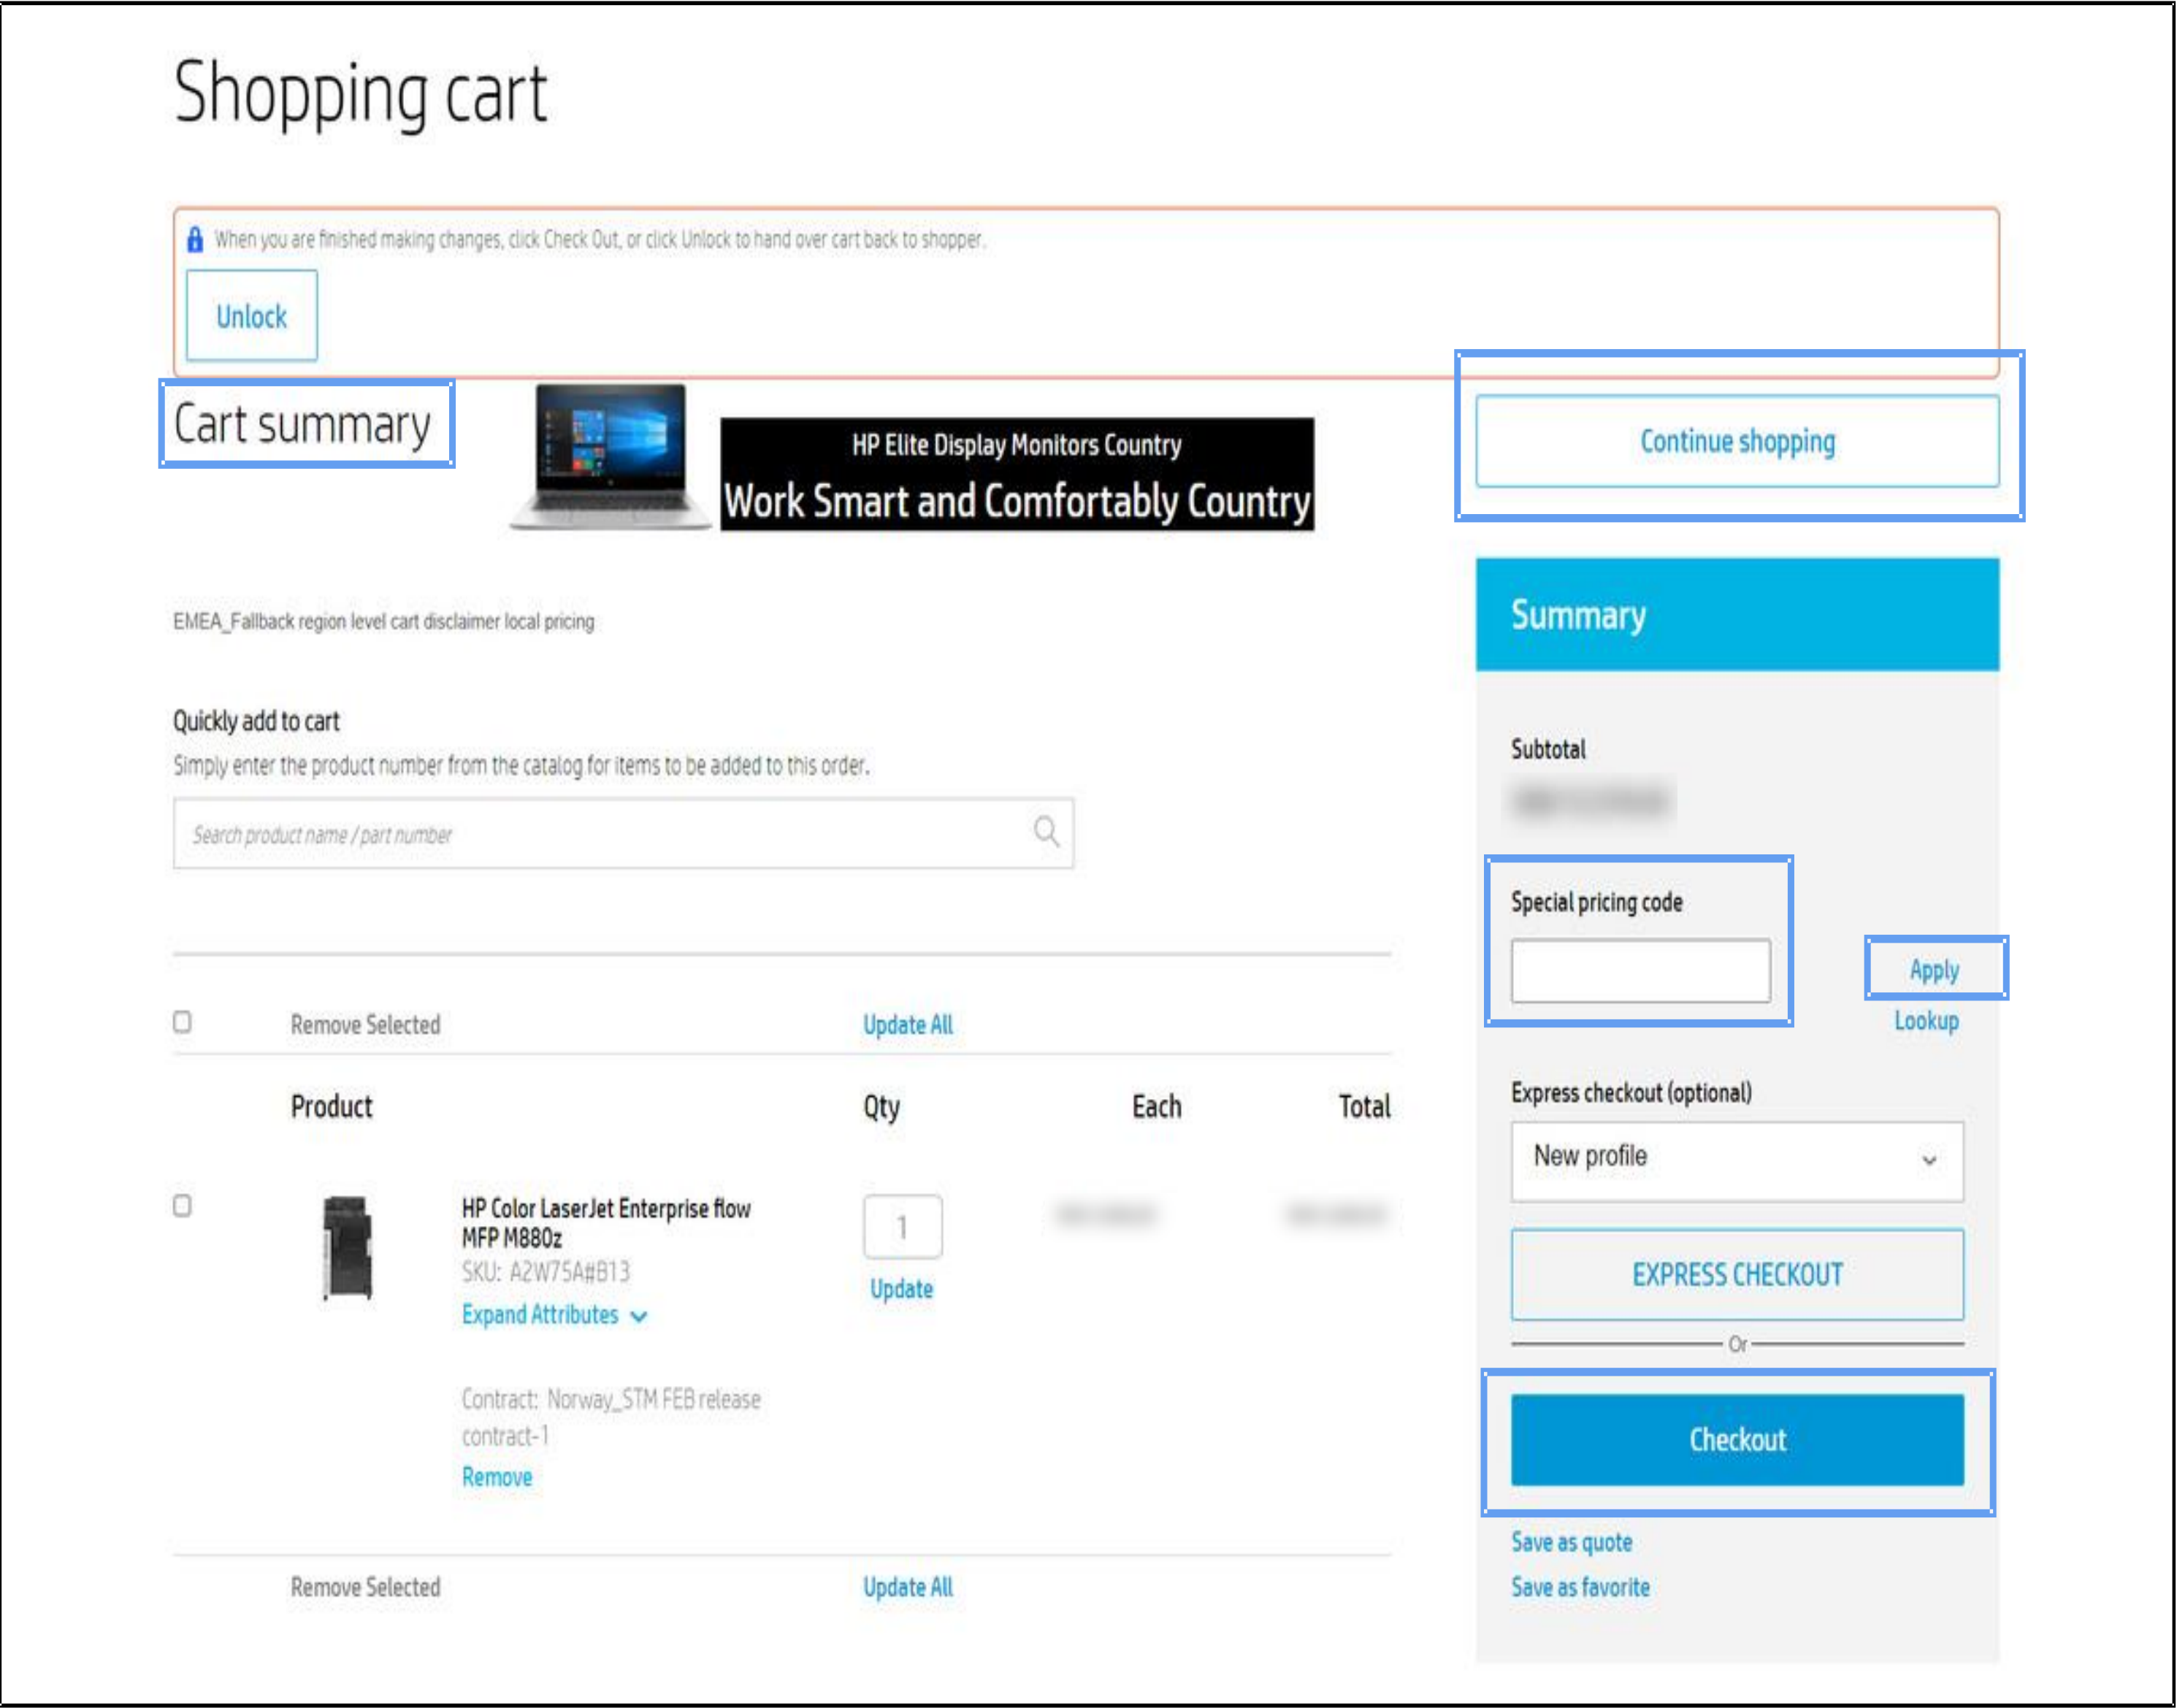 Shopping cart
When you are finished making changes, click Check Out, or click Unlock to hand over cart back to shopper.
Unlock
Cart summary
HP Elite Display Monitors Country
Work Smart and Comfortably Country
Continue shopping
EMEA_Fallback region level cart disclaimer local pricing
Quickly add to cart
Simply enter the product number from the catalog for items to be added to this order.
Search product name / part number
Remove Selected
Update All
Product
Qty
Each
Total
HP Color LaserJet Enterprise flow
MFP M880z
SKU: A2W75A#B13
Expand Attributes
1
Update
Contract: Norway_STM FEB release
contract-1
Remove
Remove Selected
Update All
Summary
Subtotal
Special pricing code
Apply
Lookup
Express checkout (optional)
New profile
EXPRESS CHECKOUT
Or
Checkout
Save as quote
Save as favorite